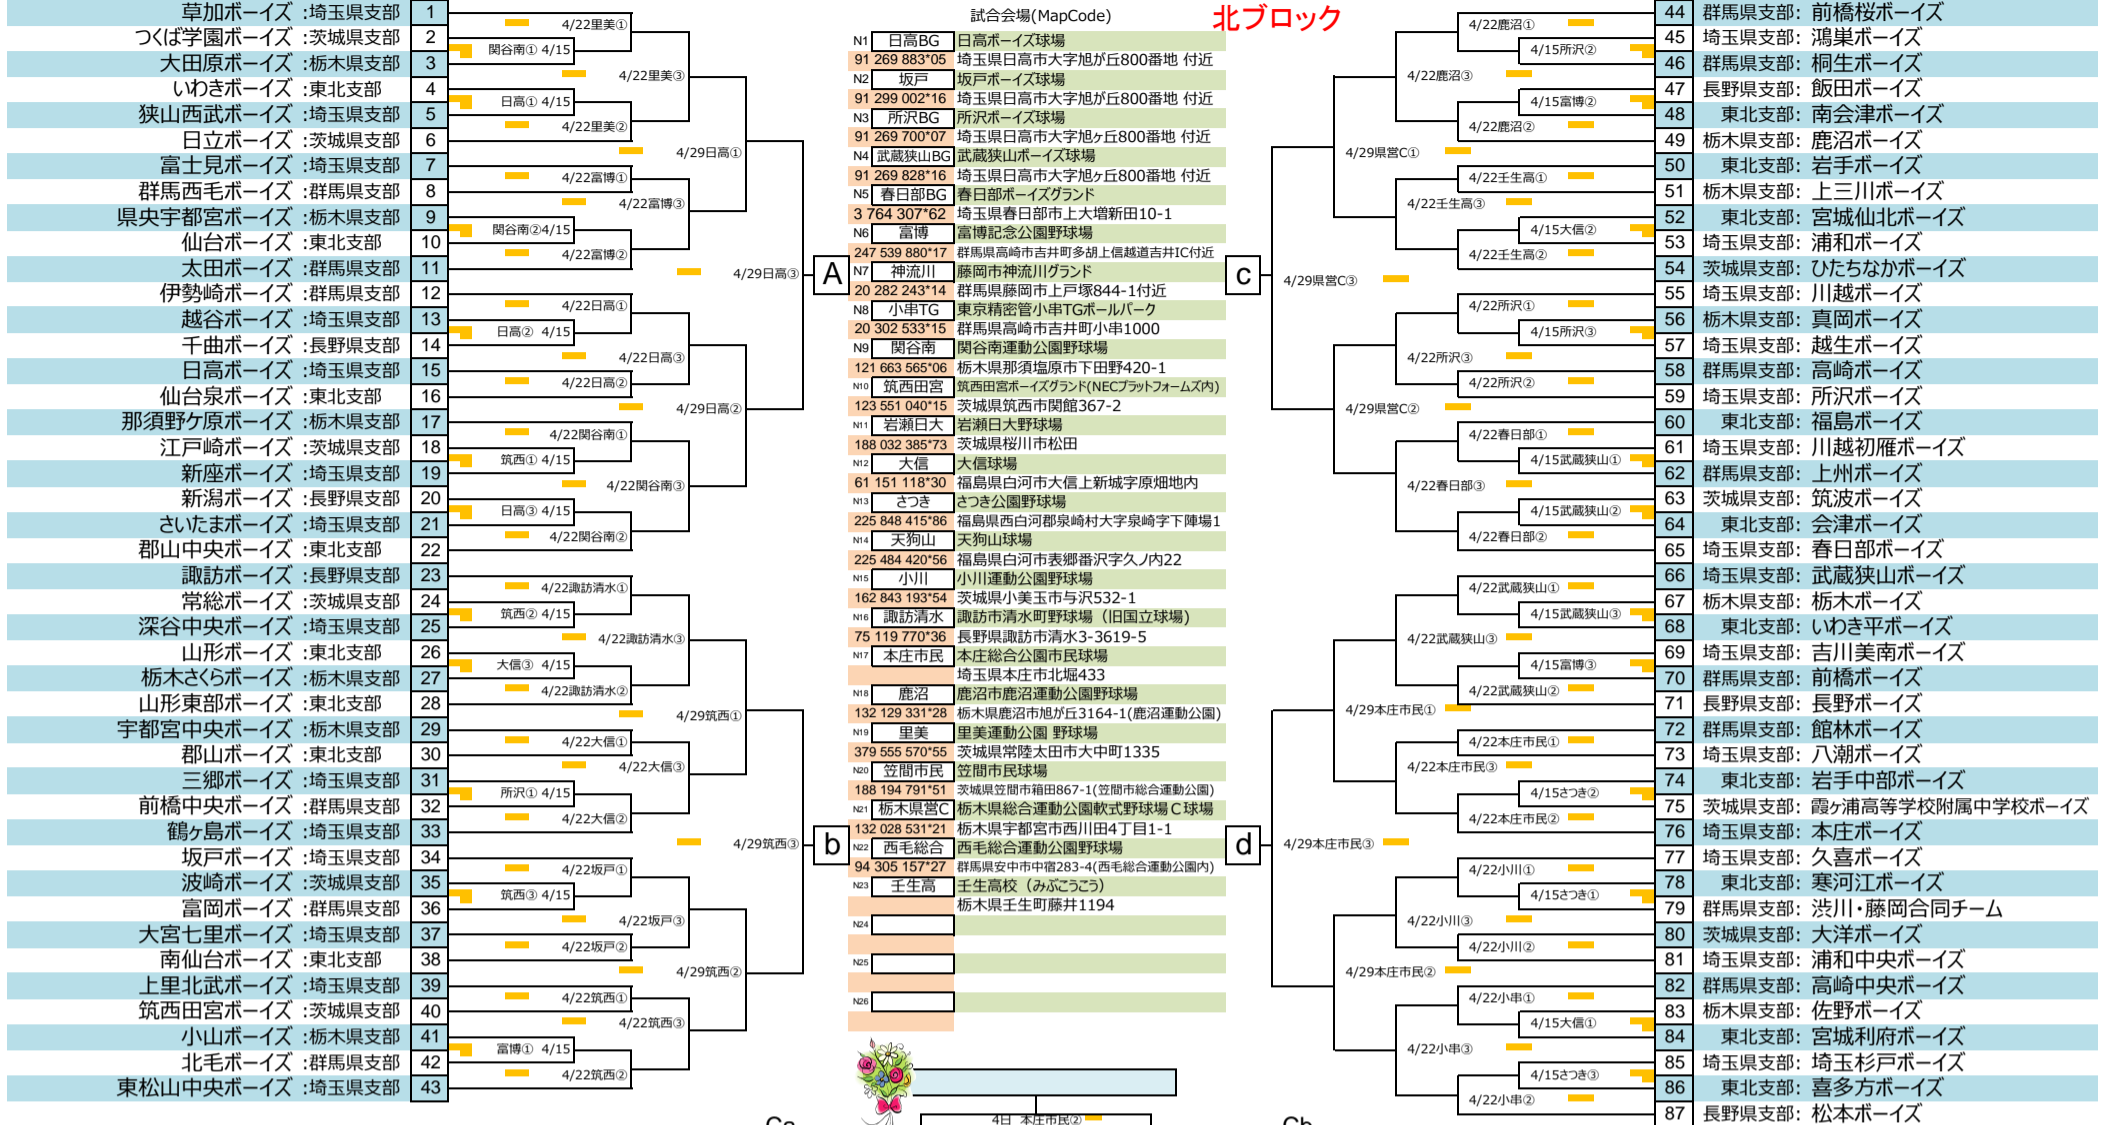 北ブロック
草加ボーイズ :埼玉県支部 1
つくば学園ボーイズ :茨城県支部 2
大田原ボーイズ :栃木県支部 3
いわきボーイズ :東北支部 4
狭山西武ボーイズ :埼玉県支部 5
日立ボーイズ :茨城県支部 6
富士見ボーイズ :埼玉県支部 7
群馬西毛ボーイズ :群馬県支部 8
県央宇都宮ボーイズ :栃木県支部 9
仙台ボーイズ :東北支部 10
太田ボーイズ :群馬県支部 11
伊勢崎ボーイズ :群馬県支部 12
越谷ボーイズ :埼玉県支部 13
千曲ボーイズ :長野県支部 14
日高ボーイズ :埼玉県支部 15
仙台泉ボーイズ :東北支部 16
那須野ケ原ボーイズ :栃木県支部 17
江戸崎ボーイズ :茨城県支部 18
新座ボーイズ :埼玉県支部 19
新潟ボーイズ :長野県支部 20
さいたまボーイズ :埼玉県支部 21
郡山中央ボーイズ :東北支部 22
諏訪ボーイズ :長野県支部 23
常総ボーイズ :茨城県支部 24
深谷中央ボーイズ :埼玉県支部 25
山形ボーイズ :東北支部 26
栃木さくらボーイズ :栃木県支部 27
山形東部ボーイズ :東北支部 28
宇都宮中央ボーイズ :栃木県支部 29
郡山ボーイズ :東北支部 30
三郷ボーイズ :埼玉県支部 31
前橋中央ボーイズ :群馬県支部 32
鶴ヶ島ボーイズ :埼玉県支部 33
坂戸ボーイズ :埼玉県支部 34
波崎ボーイズ :茨城県支部 35
富岡ボーイズ :群馬県支部 36
大宮七里ボーイズ :埼玉県支部 37
南仙台ボーイズ :東北支部 38
上里北武ボーイズ :埼玉県支部 39
筑西田宮ボーイズ :茨城県支部 40
小山ボーイズ :栃木県支部 41
北毛ボーイズ :群馬県支部 42
東松山中央ボーイズ :埼玉県支部 43
4/22里美①
関谷南① 4/15
4/22里美③
日高① 4/15
4/22里美②
4/29日高①
4/22富博①
4/22富博③
関谷南②4/15
4/22富博②
4/29日高③
4/22日高①
日高② 4/15
4/22日高③
4/22日高②
4/29日高②
4/22関谷南①
筑西① 4/15
4/22関谷南③
日高③ 4/15
4/22関谷南②
4/22諏訪清水①
筑西② 4/15
4/22諏訪清水③
大信③ 4/15
4/22諏訪清水②
4/29筑西①
4/22大信①
4/22大信③
所沢① 4/15
4/22大信②
4/29筑西③
4/22坂戸①
筑西③ 4/15
4/22坂戸③
4/22坂戸②
4/29筑西②
4/22筑西①
4/22筑西③
富博① 4/15
4/22筑西②
A
b
試合会場(MapCode)
N1 日高BG 日高ボーイズ球場
91 269 883*05 埼玉県日高市大字旭が丘800番地 付近
N2 坂戸 坂戸ボーイズ球場
91 299 002*16 埼玉県日高市大字旭が丘800番地 付近
N3 所沢BG 所沢ボーイズ球場
91 269 700*07 埼玉県日高市大字旭ヶ丘800番地 付近
N4 武蔵狭山BG 武蔵狭山ボーイズ球場
91 269 828*16 埼玉県日高市大字旭ヶ丘800番地 付近
N5 春日部BG 春日部ボーイズグランド
3 764 307*62 埼玉県春日部市上大増新田10-1
N6 富博 富博記念公園野球場
247 539 880*17 群馬県高崎市吉井町多胡上信越道吉井IC付近
N7 神流川 藤岡市神流川グランド
20 282 243*14 群馬県藤岡市上戸塚844-1付近
N8 小串TG 東京精密管小串TGボールパーク
20 302 533*15 群馬県高崎市吉井町小串1000
N9 関谷南 関谷南運動公園野球場
121 663 565*06 栃木県那須塩原市下田野420-1
N10 筑西田宮 筑西田宮ボーイズグランド(NECプラットフォームズ内)
123 551 040*15 茨城県筑西市関館367-2
N11 岩瀬日大 岩瀬日大野球場
188 032 385*73 茨城県桜川市松田
N12 大信 大信球場
61 151 118*30 福島県白河市大信上新城字原畑地内
N13 さつき さつき公園野球場
225 848 415*86 福島県西白河郡泉崎村大字泉崎字下陣場1
N14 天狗山 天狗山球場
225 484 420*56 福島県白河市表郷番沢字久ノ内22
N15 小川 小川運動公園野球場
162 843 193*54 茨城県小美玉市与沢532-1
N16 諏訪清水 諏訪市清水町野球場（旧国立球場)
75 119 770*36 長野県諏訪市清水3-3619-5
N17 本庄市民 本庄総合公園市民球場
埼玉県本庄市北堀433
N18 鹿沼 鹿沼市鹿沼運動公園野球場
132 129 331*28 栃木県鹿沼市旭が丘3164-1(鹿沼運動公園)
N19 里美 里美運動公園 野球場
379 555 570*55 茨城県常陸太田市大中町1335
N20 笠間市民 笠間市民球場
188 194 791*51 茨城県笠間市箱田867-1(笠間市総合運動公園)
N21 栃木県営C 栃木県総合運動公園軟式野球場Ｃ球場
132 028 531*21 栃木県宇都宮市西川田4丁目1-1
N22 西毛総合 西毛総合運動公園野球場
94 305 157*27 群馬県安中市中宿283-4(西毛総合運動公園内)
N23 壬生高 壬生高校（みぶこうこう）
栃木県壬生町藤井1194
N24
N25
N26
4日 本庄市民②
Ca
Cb
c
d
4/22鹿沼①
4/15所沢②
4/22鹿沼③
4/15富博②
4/22鹿沼②
4/29県営C①
4/22壬生高①
4/22壬生高③
4/15大信②
4/22壬生高②
4/29県営C③
4/22所沢①
4/15所沢③
4/22所沢③
4/22所沢②
4/29県営C②
4/22春日部①
4/15武蔵狭山①
4/22春日部③
4/15武蔵狭山②
4/22春日部②
4/22武蔵狭山①
4/15武蔵狭山③
4/22武蔵狭山③
4/15富博③
4/22武蔵狭山②
4/29本庄市民①
4/22本庄市民①
4/22本庄市民③
4/15さつき②
4/22本庄市民②
4/29本庄市民③
4/22小川①
4/15さつき①
4/22小川③
4/22小川②
4/29本庄市民②
4/22小串①
4/15大信①
4/22小串③
4/15さつき③
4/22小串②
44 群馬県支部: 前橋桜ボーイズ
45 埼玉県支部: 鴻巣ボーイズ
46 群馬県支部: 桐生ボーイズ
47 長野県支部: 飯田ボーイズ
48 東北支部: 南会津ボーイズ
49 栃木県支部: 鹿沼ボーイズ
50 東北支部: 岩手ボーイズ
51 栃木県支部: 上三川ボーイズ
52 東北支部: 宮城仙北ボーイズ
53 埼玉県支部: 浦和ボーイズ
54 茨城県支部: ひたちなかボーイズ
55 埼玉県支部: 川越ボーイズ
56 栃木県支部: 真岡ボーイズ
57 埼玉県支部: 越生ボーイズ
58 群馬県支部: 高崎ボーイズ
59 埼玉県支部: 所沢ボーイズ
60 東北支部: 福島ボーイズ
61 埼玉県支部: 川越初雁ボーイズ
62 群馬県支部: 上州ボーイズ
63 茨城県支部: 筑波ボーイズ
64 東北支部: 会津ボーイズ
65 埼玉県支部: 春日部ボーイズ
66 埼玉県支部: 武蔵狭山ボーイズ
67 栃木県支部: 栃木ボーイズ
68 東北支部: いわき平ボーイズ
69 埼玉県支部: 吉川美南ボーイズ
70 群馬県支部: 前橋ボーイズ
71 長野県支部: 長野ボーイズ
72 群馬県支部: 館林ボーイズ
73 埼玉県支部: 八潮ボーイズ
74 東北支部: 岩手中部ボーイズ
75 茨城県支部: 霞ヶ浦高等学校附属中学校ボーイズ
76 埼玉県支部: 本庄ボーイズ
77 埼玉県支部: 久喜ボーイズ
78 東北支部: 寒河江ボーイズ
79 群馬県支部: 渋川・藤岡合同チーム
80 茨城県支部: 大洋ボーイズ
81 埼玉県支部: 浦和中央ボーイズ
82 群馬県支部: 高崎中央ボーイズ
83 栃木県支部: 佐野ボーイズ
84 東北支部: 宮城利府ボーイズ
85 埼玉県支部: 埼玉杉戸ボーイズ
86 東北支部: 喜多方ボーイズ
87 長野県支部: 松本ボーイズ